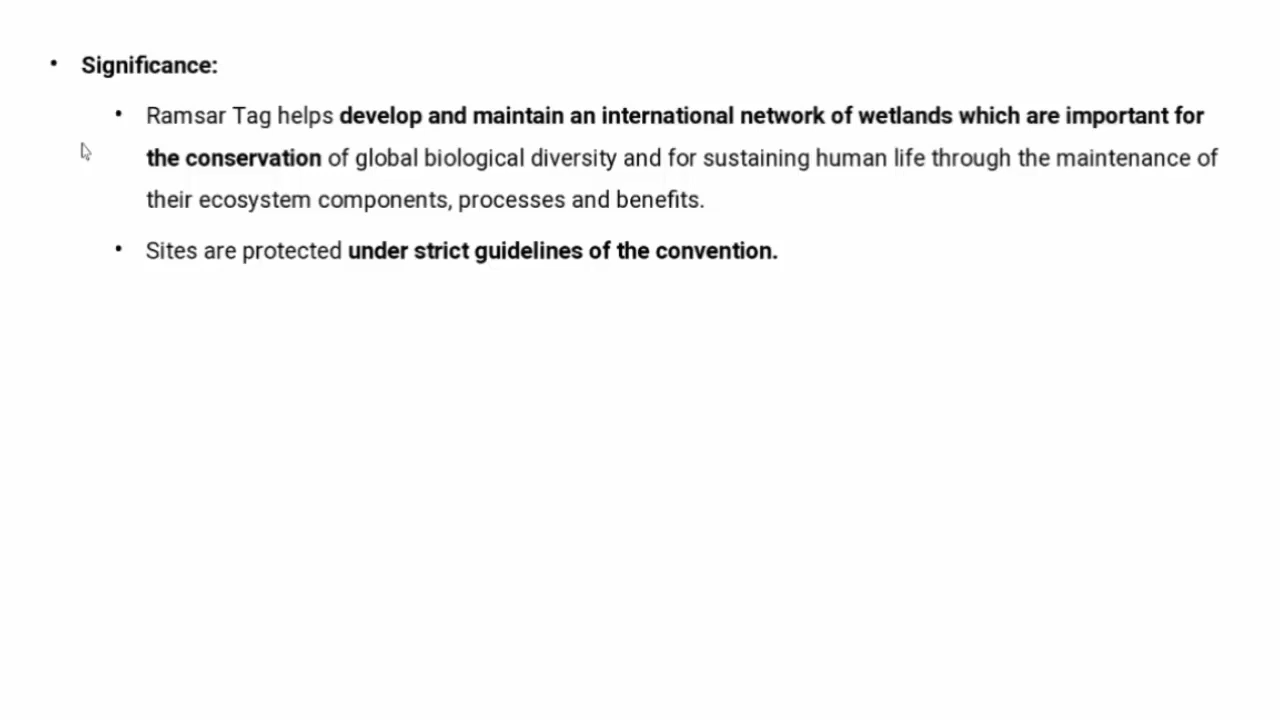 • Significance:
• Ramsar Tag helps develop and maintain an international network of wetlands which are important for
the conservation of global biological diversity and for sustaining human life through the maintenance of
their ecosystem components, processes and benefits.
• Sites are protected under strict guidelines of the convention.